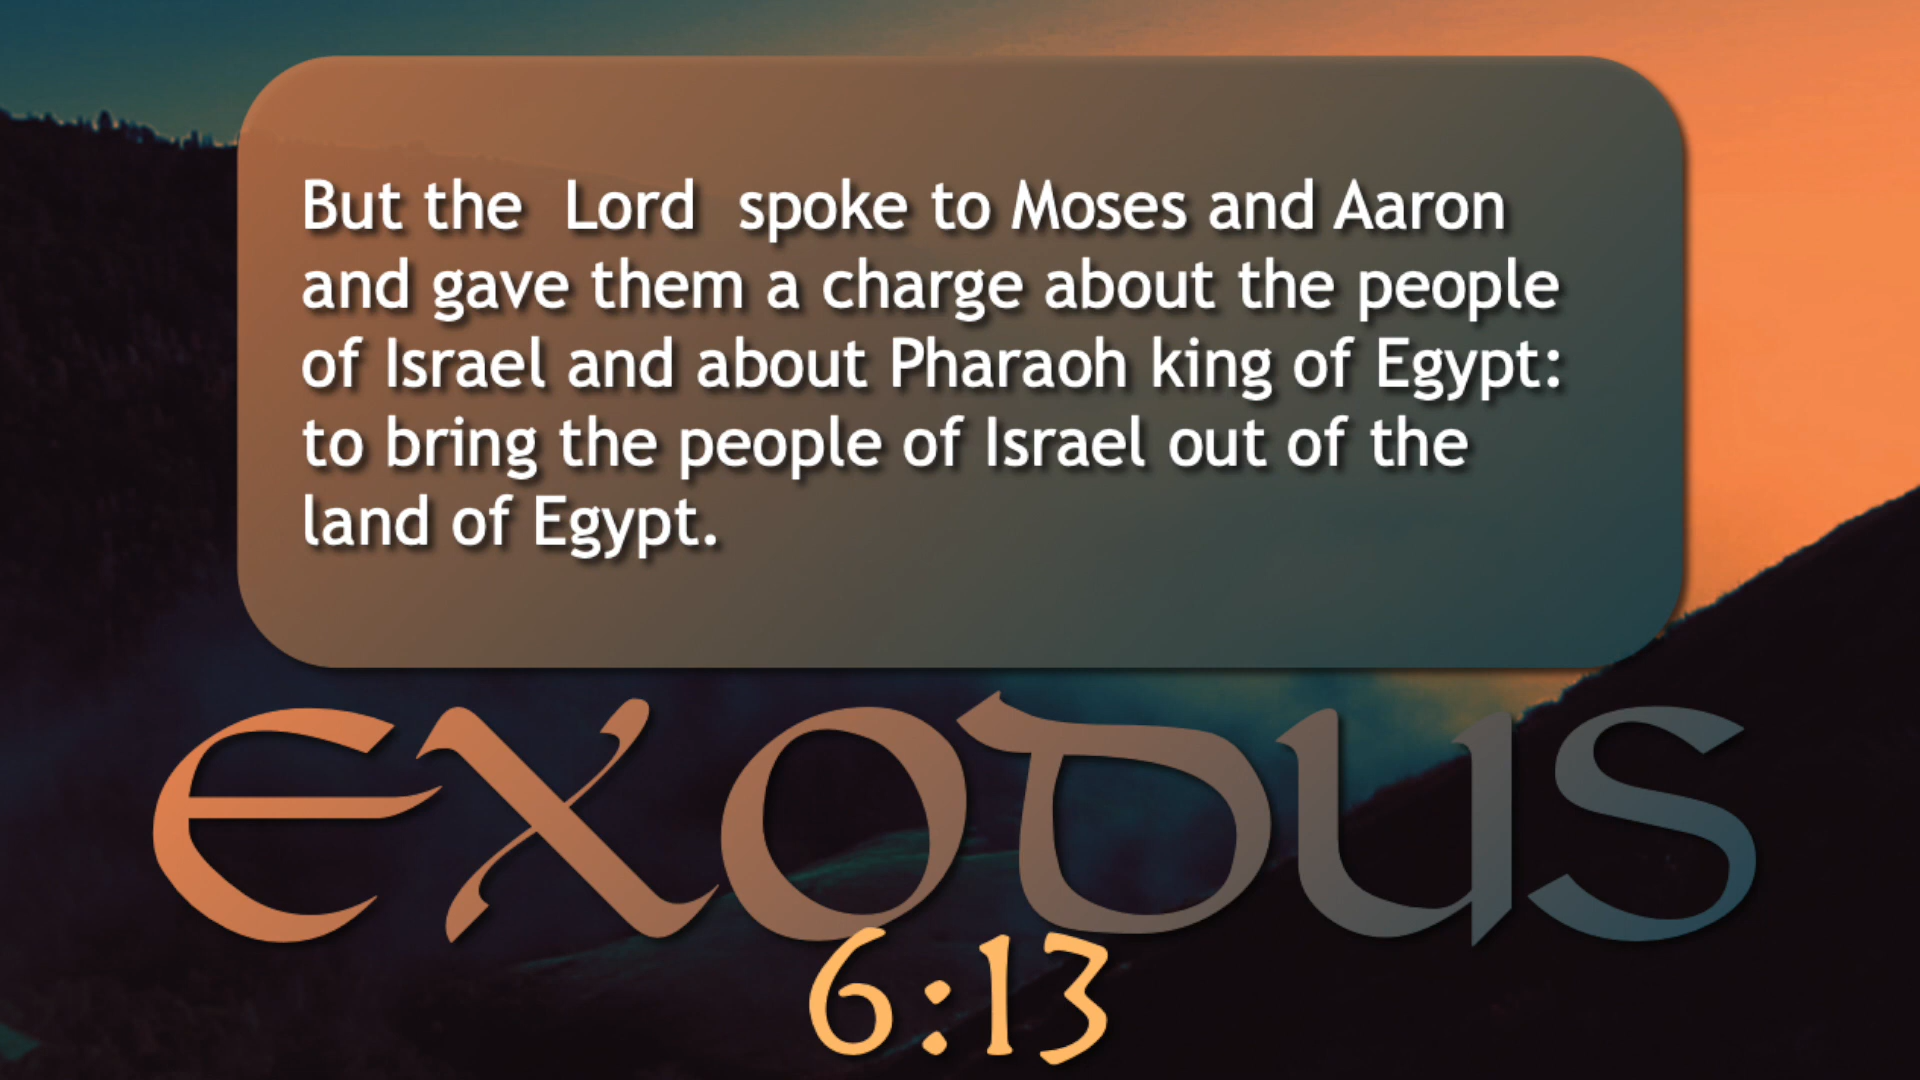 But the  Lord  spoke to Moses and Aaron
and gave them a charge about the people
of Israel and about Pharaoh king of Egypt:
to bring the people of Israel out of the
land of Egypt.
EXODUS
6:13